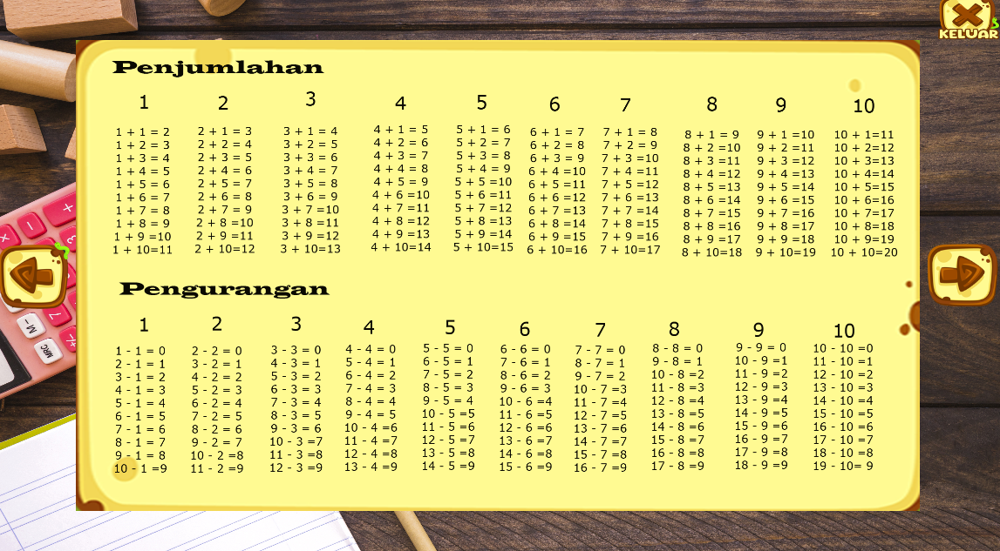 KELUAR
Penjumlahan
1 2 3 4 5 6 7 8 9 10
1 + 1 = 2 2 + 1 = 3 3 + 1 = 4 4 + 1 = 5 5 + 1 = 6 6 + 1 = 7 7 + 1 = 8 8 + 1 = 9 9 + 1 =10 10 + 1=11
1 + 2 = 3 2 + 2 = 4 3 + 2 = 5 4 + 2 = 6 5 + 2 = 7 6 + 2 = 8 7 + 2 = 9 8 + 2 =10 9 + 2 =11 10 + 2=12
1 + 3 = 4 2 + 3 = 5 3 + 3 = 6 4 + 3 = 7 5 + 3 = 8 6 + 3 = 9 7 + 3 =10 8 + 3 =11 9 + 3 =12 10 + 3=13
1 + 4 = 5 2 + 4 = 6 3 + 4 = 7 4 + 4 = 8 5 + 4 = 9 6 + 4 =10 7 + 4 =11 8 + 4 =12 9 + 4 =13 10 + 4=14
1 + 5 = 6 2 + 5 = 7 3 + 5 = 8 4 + 5 = 9 5 + 5 =10 6 + 5 =11 7 + 5 =12 8 + 5 =13 9 + 5 =14 10 + 5=15
1 + 6 = 7 2 + 6 = 8 3 + 6 = 9 4 + 6 =10 5 + 6 =11 6 + 6 =12 7 + 6 =13 8 + 6 =14 9 + 6 =15 10 + 6=16
1 + 7 = 8 2 + 7 = 9 3 + 7 =10 4 + 7 =11 5 + 7 =12 6 + 7 =13 7 + 7 =14 8 + 7 =15 9 + 7 =16 10 + 7=17
1 + 8 = 9 2 + 8 =10 3 + 8 =11 4 + 8 =12 5 + 8 =13 6 + 8 =14 7 + 8 =15 8 + 8 =16 9 + 8 =17 10 + 8=18
1 + 9 =10 2 + 9 =11 3 + 9 =12 4 + 9 =13 5 + 9 =14 6 + 9 =15 7 + 9 =16 8 + 9 =17 9 + 9 =18 10 + 9=19
1 + 10=11 2 + 10=12 3 + 10=13 4 + 10=14 5 + 10=15 6 + 10=16 7 + 10=17 8 + 10=18 9 + 10=19 10 + 10=20
Pengurangan
1 2 3 4 5 6 7 8 9 10
1 - 1 = 0 2 - 2 = 0 3 - 3 = 0 4 - 4 = 0 5 - 5 = 0 6 - 6 = 0 7 - 7 = 0 8 - 8 = 0 9 - 9 = 0 10 - 10 =0
2 - 1 = 1 3 - 2 = 1 4 - 3 = 1 5 - 4 = 1 6 - 5 = 1 7 - 6 = 1 8 - 7 = 1 9 - 8 = 1 10 - 9 =1 11 - 10 =1
3 - 1 = 2 4 - 2 = 2 5 - 3 = 2 6 - 4 = 2 7 - 5 = 2 8 - 6 = 2 9 - 7 = 2 10 - 8 =2 11 - 9 =2 12 - 10 =2
4 - 1 = 3 5 - 2 = 3 6 - 3 = 3 7 - 4 = 3 8 - 5 = 3 9 - 6 = 3 10 - 7 =3 11 - 8 =3 12 - 9 =3 13 - 10 =3
5 - 1 = 4 6 - 2 = 4 7 - 3 = 4 8 - 4 = 4 9 - 5 = 4 10 - 6 =4 11 - 7 =4 12 - 8 =4 13 - 9 =4 14 - 10 =4
6 - 1 = 5 7 - 2 = 5 8 - 3 = 5 9 - 4 = 5 10 - 5 =5 11 - 6 =5 12 - 7 =5 13 - 8 =5 14 - 9 =5 15 - 10 =5
7 - 1 = 6 8 - 2 = 6 9 - 3 = 6 10 - 4 =6 11 - 5 =6 12 - 6 =6 13 - 7 =6 14 - 8 =6 15 - 9 =6 16 - 10 =6
8 - 1 = 7 9 - 2 = 7 10 - 3 =7 11 - 4 =7 12 - 5 =7 13 - 6 =7 14 - 7 =7 15 - 8 =7 16 - 9 =7 17 - 10 =7
9 - 1 = 8 10 - 2 =8 11 - 3 =8 12 - 4 =8 13 - 5 =8 14 - 6 =8 15 - 7 =8 16 - 8 =8 17 - 9 =8 18 - 10 =8
10 - 1 =9 11 - 2 =9 12 - 3 =9 13 - 4 =9 14 - 5 =9 15 - 6 =9 16 - 7 =9 17 - 8 =9 18 - 9 =9 19 - 10= 9
M−
MRC